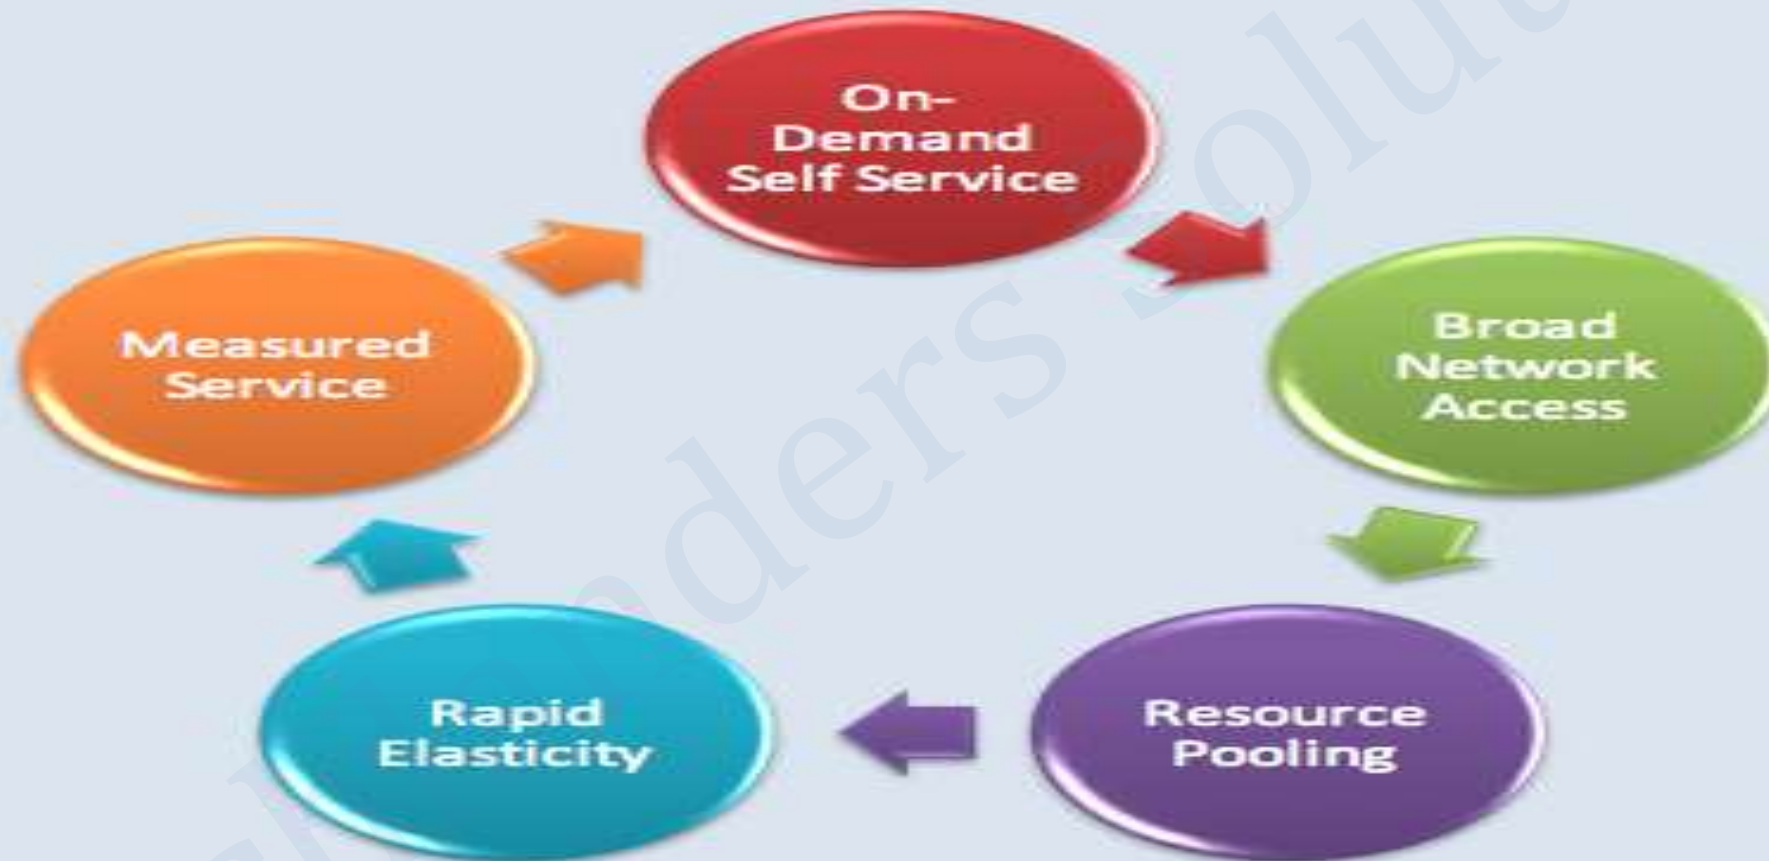 On-
Demand
Self Service
Broad
Network
Access
Resource
Pooling
Rapid
Elasticity
Measured
Service